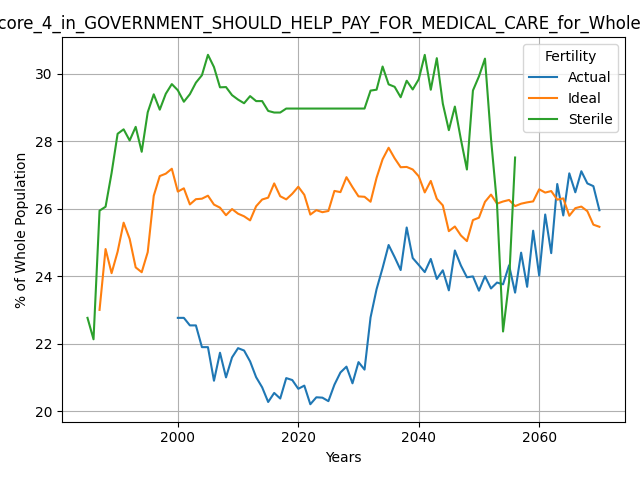 core_4_in_GOVERNMENT_SHOULD_HELP_PAY_FOR_MEDICAL_CARE_for_Whole
Fertility
Actual
Ideal
Sterile
% of Whole Population
30
28
26
24
22
20
2000
2020
2040
2060
Years